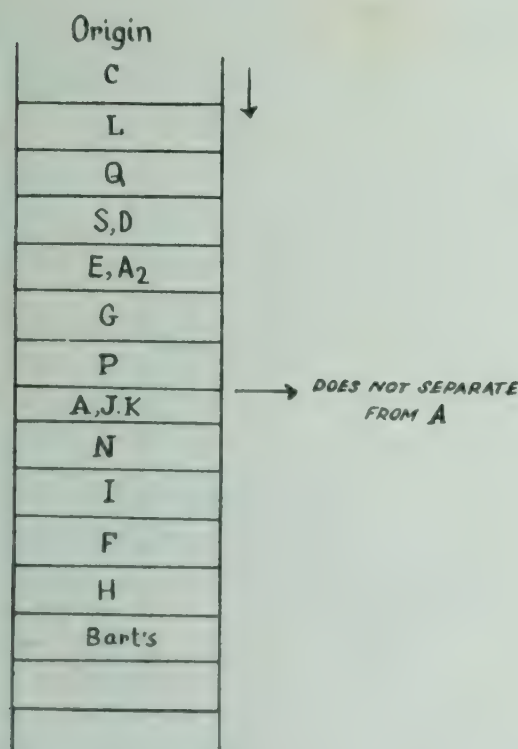 Origin
C
L
Q
S,D
E, A₂
G
P
A,J.K
DOES NOT SEPARATE
FROM A
N
I
F
H
Bart's